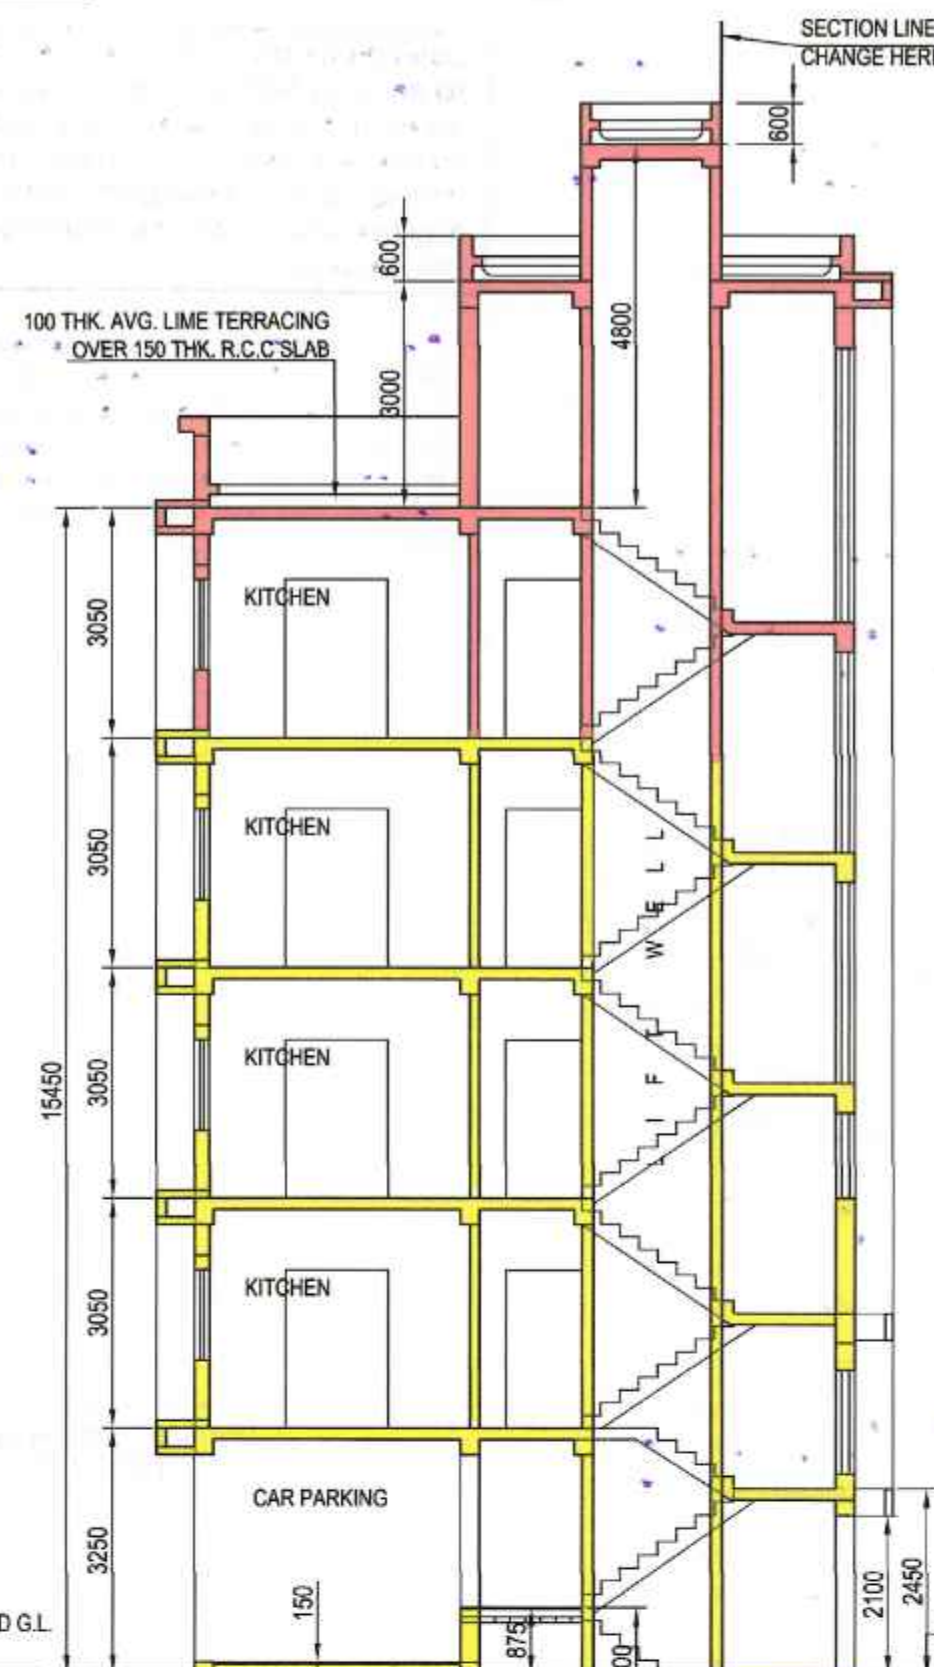 SECTION LINE
CHANGE HERE
600
600
100 THK. AVG. LIME TERRACING
OVER 150 THK. R.C.C SLAB
4800
3000
KITCHEN
3050
KITCHEN
3050
LIFT WELL
KITCHEN
3050
15450
KITCHEN
3050
CAR PARKING
3250
150
2100
2450
D G.L.
875
00